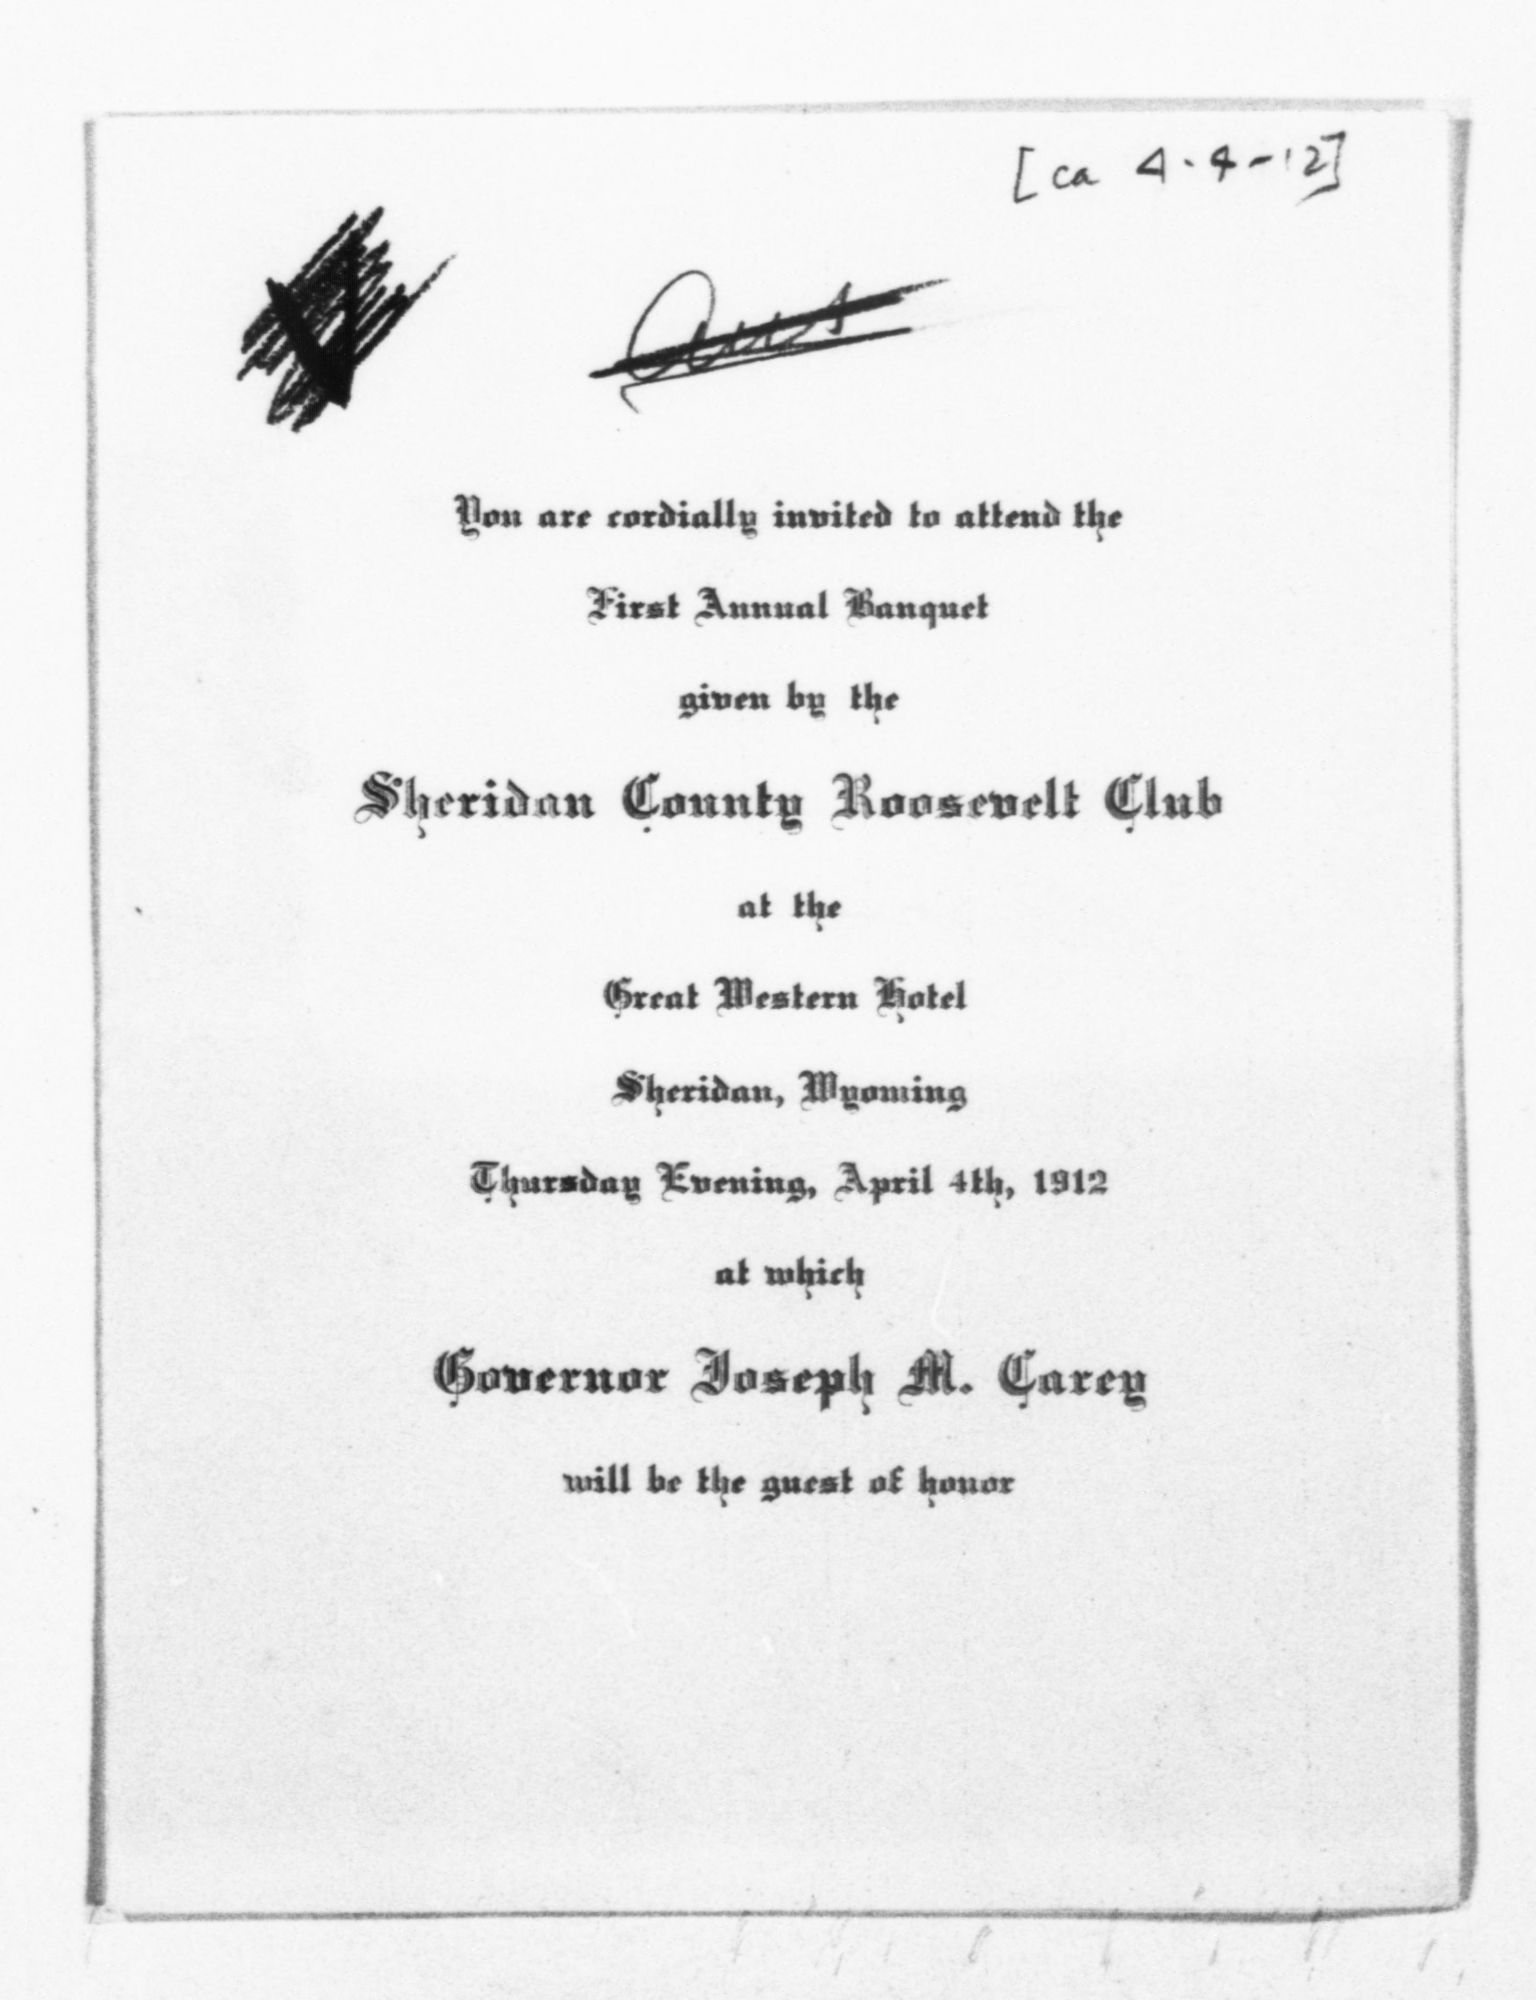 [ca 4-4-12]
You are cordially invited to attend the
First Annual Banquet
given by the
Sheridan County Roosevelt Club
at the
Great Western Hotel
Sheridan, Wyoming
Thursday Evening, April 4th, 1912
at which
Governor Joseph M. Carey
will be the guest of honor